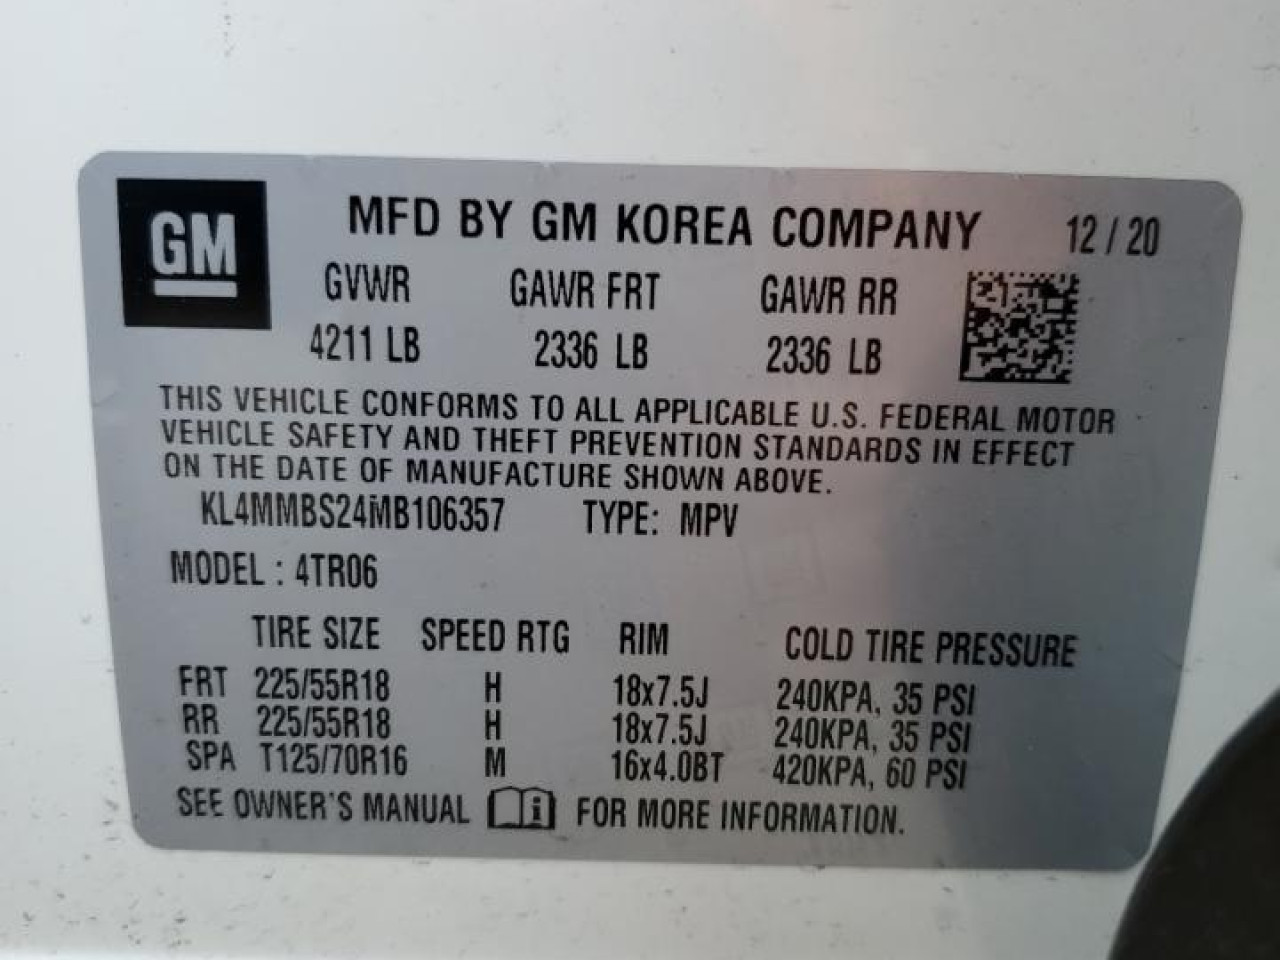 GM
MFD BY GM KOREA COMPANY 12 / 20
GVWR GAWR FRT GAWR RR
4211 LB 2336 LB 2336 LB
THIS VEHICLE CONFORMS TO ALL APPLICABLE U.S. FEDERAL MOTOR
VEHICLE SAFETY AND THEFT PREVENTION STANDARDS IN EFFECT
ON THE DATE OF MANUFACTURE SHOWN ABOVE.
KL4MMBS24MB106357 TYPE: MPV
MODEL : 4TR06
TIRE SIZE SPEED RTG RIM COLD TIRE PRESSURE
FRT 225/55R18 H 18x7.5J 240KPA, 35 PSI
RR 225/55R18 H 18x7.5J 240KPA, 35 PSI
SPA T125/70R16 M 16x4.0BT 420KPA, 60 PSI
SEE OWNER'S MANUAL i FOR MORE INFORMATION.